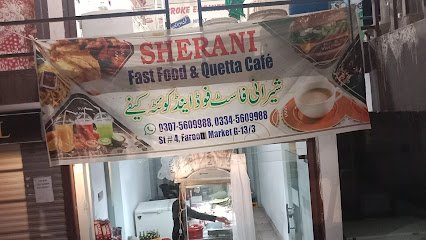 SHERANI
Fast Food & Quetta Café
شیرانی فاسٹ فوڈ اینڈ کوئٹہ کیفے
0307-5609988, 0334-5609988
St # 4, Farooqi Market G-13/3